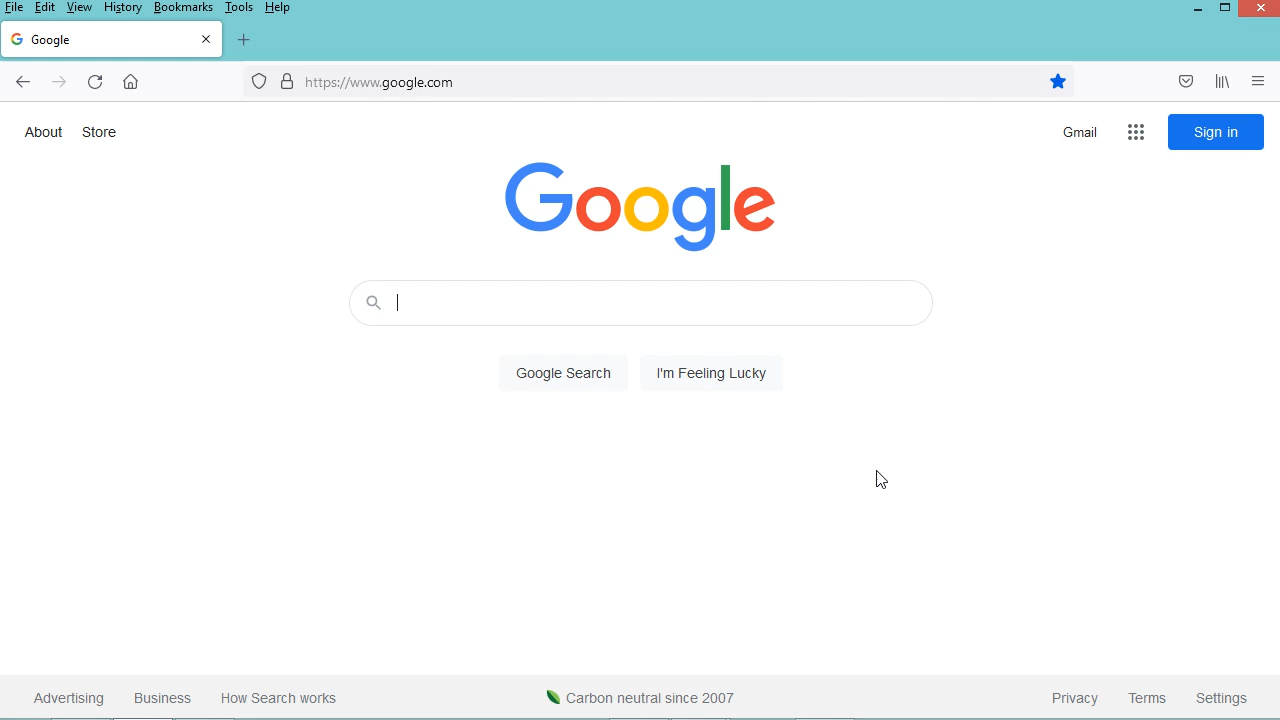 File Edit View History Bookmarks Tools Help
Google
https://www.google.com
About Store Gmail Sign in
Google
Google Search I'm Feeling Lucky
Advertising Business How Search works Carbon neutral since 2007 Privacy Terms Settings